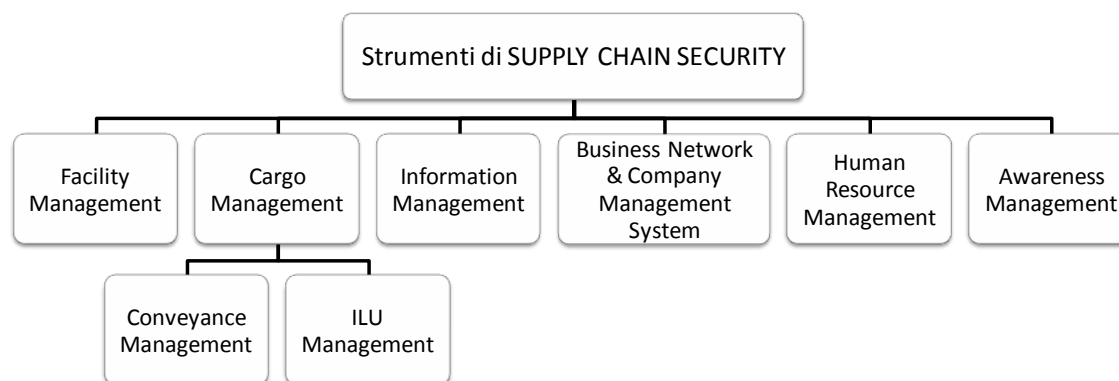 Strumenti di SUPPLY CHAIN SECURITY
Facility
Management
Cargo
Management
Information
Management
Business Network
& Company
Management
System
Human
Resource
Management
Awareness
Management
Conveyance
Management
ILU
Management